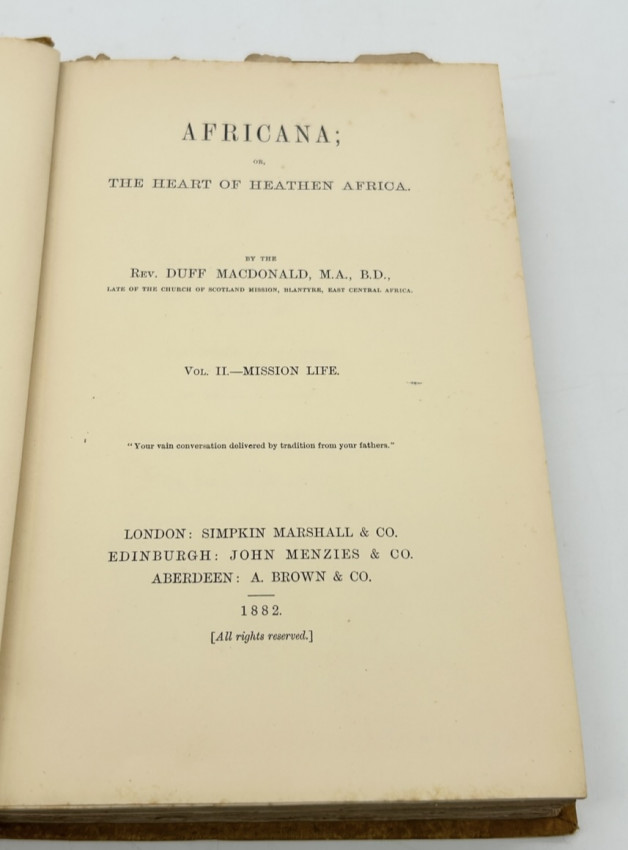 AFRICANA;
OR,
THE HEART OF HEATHEN AFRICA.
BY THE
REV. DUFF MACDONALD, M.A., B.D.,
LATE OF THE CHURCH OF SCOTLAND MISSION, BLANTYRE, EAST CENTRAL AFRICA.
VOL. II.—MISSION LIFE.
"Your vain conversation delivered by tradition from your fathers."
LONDON: SIMPKIN MARSHALL & CO.
EDINBURGH: JOHN MENZIES & CO.
ABERDEEN: A. BROWN & CO.
1882.
[All rights reserved.]